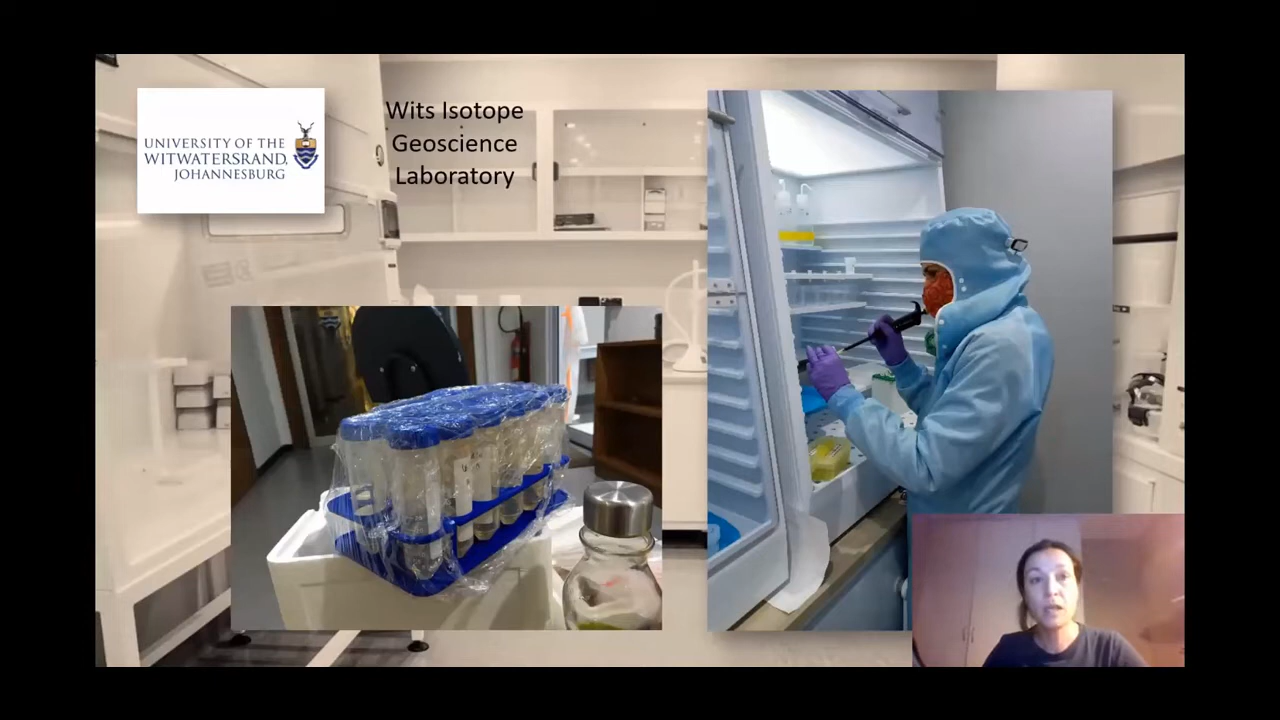 UNIVERSITY OF THE
WITWATERSRAND,
JOHANNESBURG
Wits Isotope
Geoscience
Laboratory